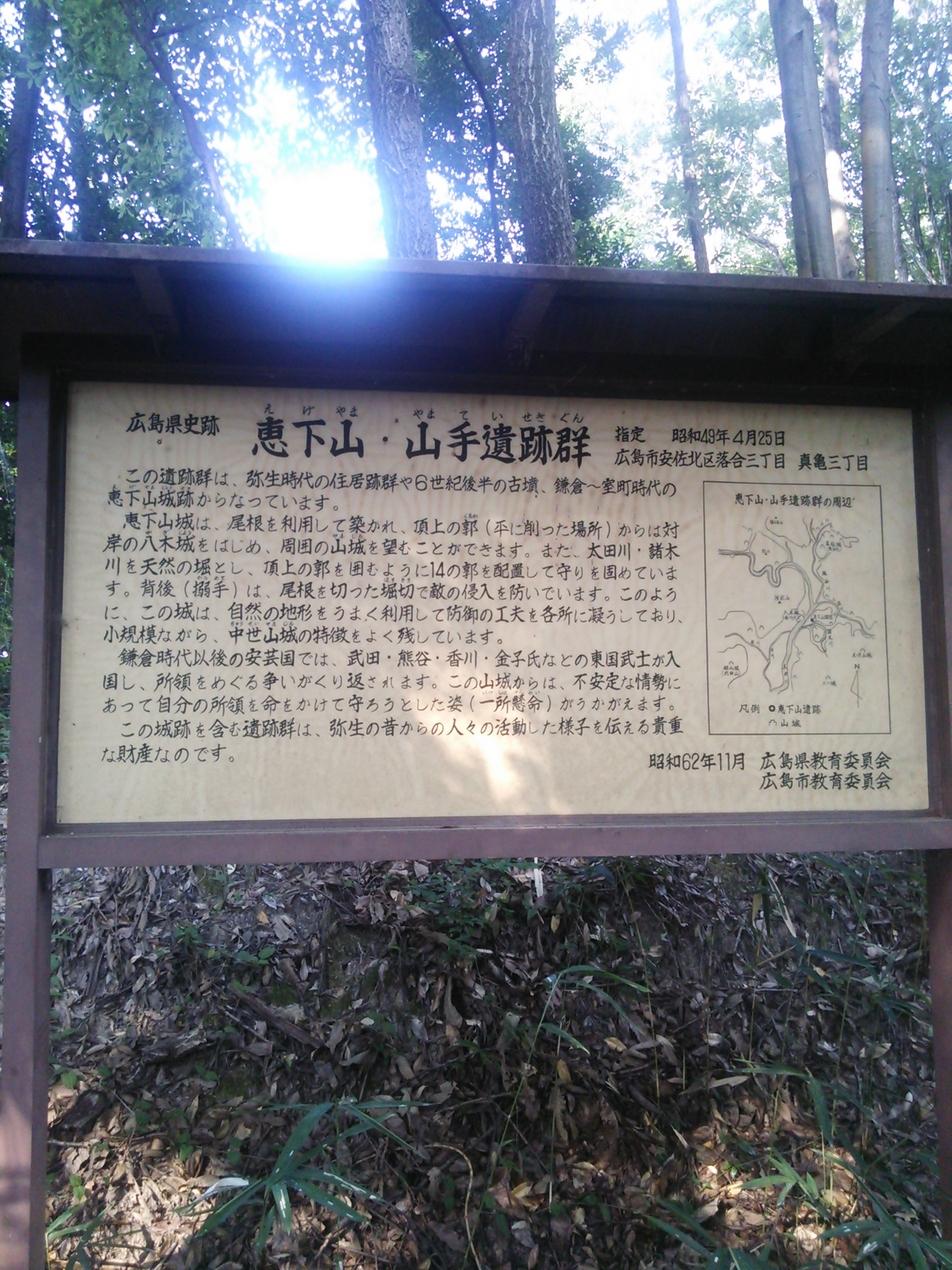 広島県史跡
えげやま やまていせきぐん
恵下山・山手遺跡群
指定 昭和49年4月25日
広島市安佐北区落合三丁目 真亀三丁目
この遺跡群は、弥生時代の住居跡群や6世紀後半の古墳、鎌倉~室町時代の
恵下山城跡からなっています。
恵下山城は、尾根を利用して築かれ、頂上の郭(平に削った場所)からは対
岸の八木城をはじめ、周囲の山城を望むことができます。また、太田川・諸木
川を天然の堀とし、頂上の郭を囲むように14の郭を配置して守りを固めていま
す。背後(搦手)は、尾根を切った堀切で敵の侵入を防いでいます。このよう
に、この城は、自然の地形をうまく利用して防御の工夫を各所に凝うしており、
小規模ながら、中世山城の特徴をよく残しています。
鎌倉時代以後の安芸国では、武田・熊谷・香川・金子氏などの東国武士が入
国し、所領をめぐる争いがくり返されます。この山城からは、不安定な情勢に
あって自分の所領を命をかけて守ろうとした姿(一所懸命)がうかがえます。
この城跡を含む遺跡群は、弥生の昔からの人々の活動した様子を伝える貴重
な財産なのです。
恵下山・山手遺跡群の周辺
N
凡例 恵下山遺跡
山城
昭和62年11月 広島県教育委員会
広島市教育委員会